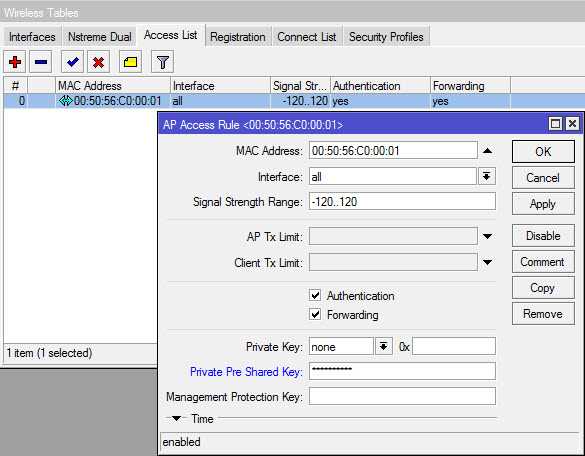 Wireless Tables
Interfaces Nstreme Dual Access List Registration Connect List Security Profiles
# MAC Address Interface Signal Str... Authentication Forwarding
0 00:50:56:C0:00:01 all -120..120 yes yes
AP Access Rule <00:50:56:C0:00:01>
MAC Address: 00:50:56:C0:00:01 OK
Interface: all Cancel
Signal Strength Range: -120..120 Apply
AP Tx Limit: Disable
Client Tx Limit: Comment
Copy
Authentication
Forwarding Remove
Private Key: none 0x
1 item (1 selected)
Private Pre Shared Key: **********
Management Protection Key:
Time
enabled